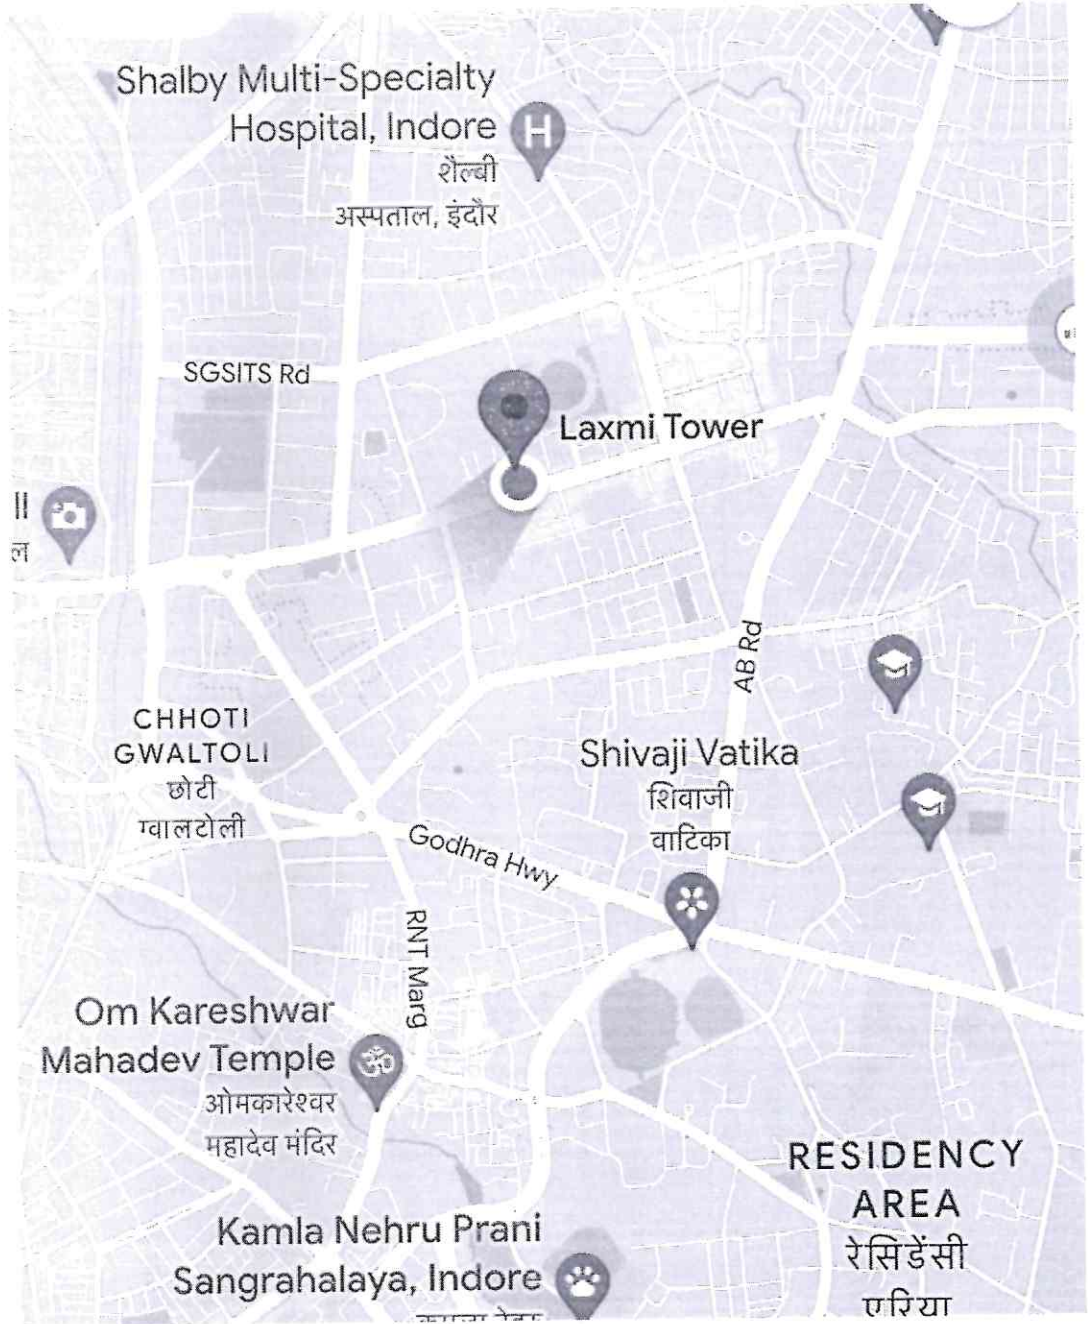 Shalby Multi-Specialty
Hospital, Indore
शैल्बी
अस्पताल, इंदौर
H
SGSITS Rd
Laxmi Tower
ll
ल
AB Rd
CHHOTI
GWALTOLI
छोटी
ग्वालटोली
Shivaji Vatika
शिवाजी
वाटिका
Godhra Hwy
RNT Marg
Om Kareshwar
Mahadev Temple
ओमकारेश्वर
महादेव मंदिर
ॐ
RESIDENCY
AREA
रेसिडेंसी
एरिया
Kamla Nehru Prani
Sangrahalaya, Indore